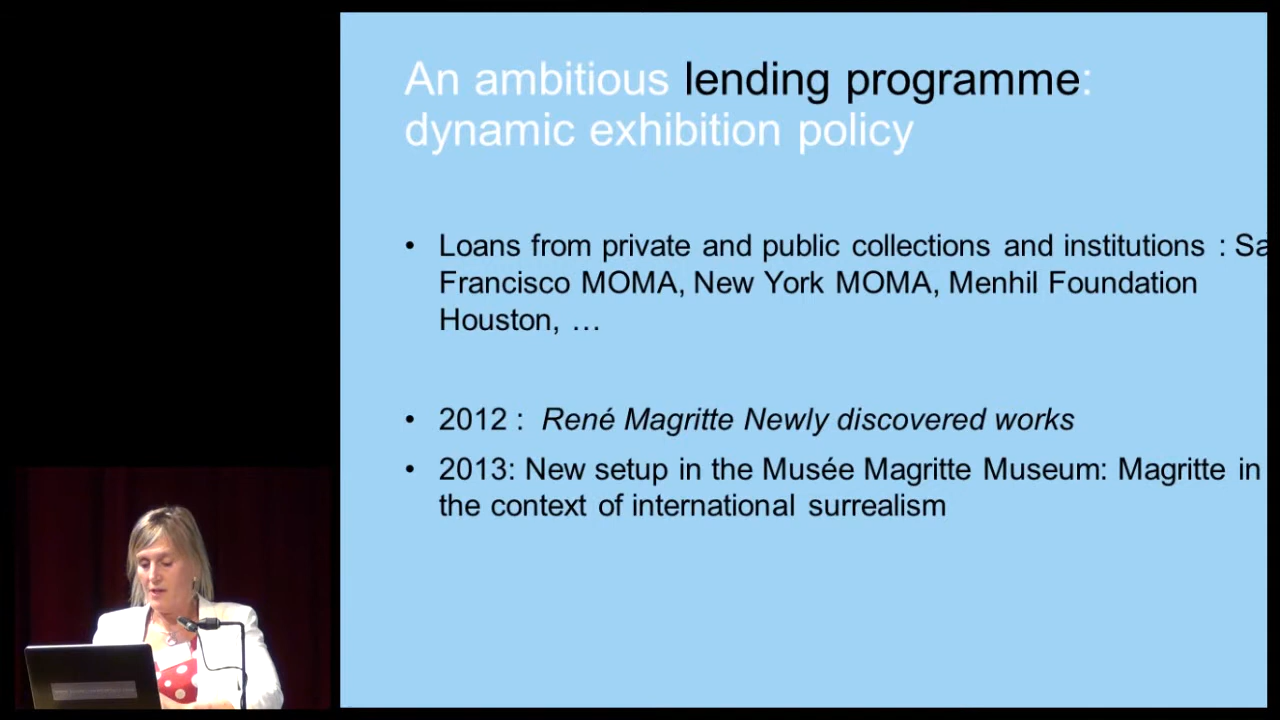 An ambitious lending programme:
dynamic exhibition policy
• Loans from private and public collections and institutions : Sa
Francisco MOMA, New York MOMA, Menhil Foundation
Houston, …
• 2012 : René Magritte Newly discovered works
• 2013: New setup in the Musée Magritte Museum: Magritte in
the context of international surrealism